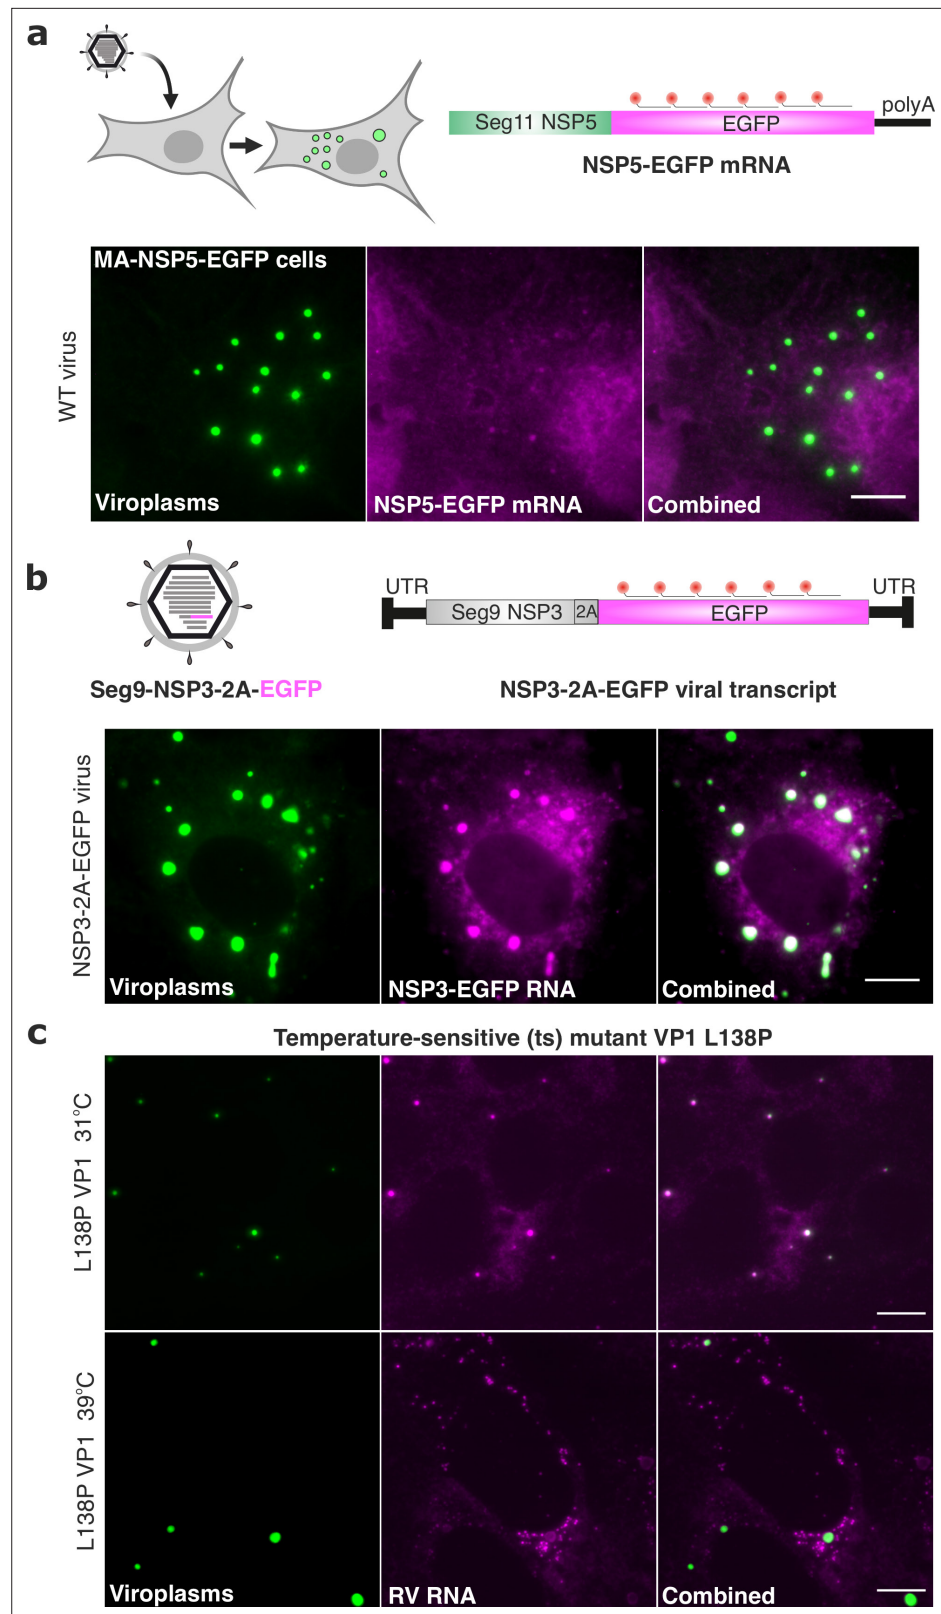 a
Seg11 NSP5
EGFP
polyA
NSP5-EGFP mRNA
WT virus
MA-NSP5-EGFP cells
Viroplasms
NSP5-EGFP mRNA
Combined
b
UTR
Seg9 NSP3
2A
EGFP
UTR
Seg9-NSP3-2A-EGFP
NSP3-2A-EGFP viral transcript
NSP3-2A-EGFP virus
Viroplasms
NSP3-EGFP RNA
Combined
c
Temperature-sensitive (ts) mutant VP1 L138P
L138P VP1 31°C
L138P VP1 39°C
Viroplasms
RV RNA
Combined